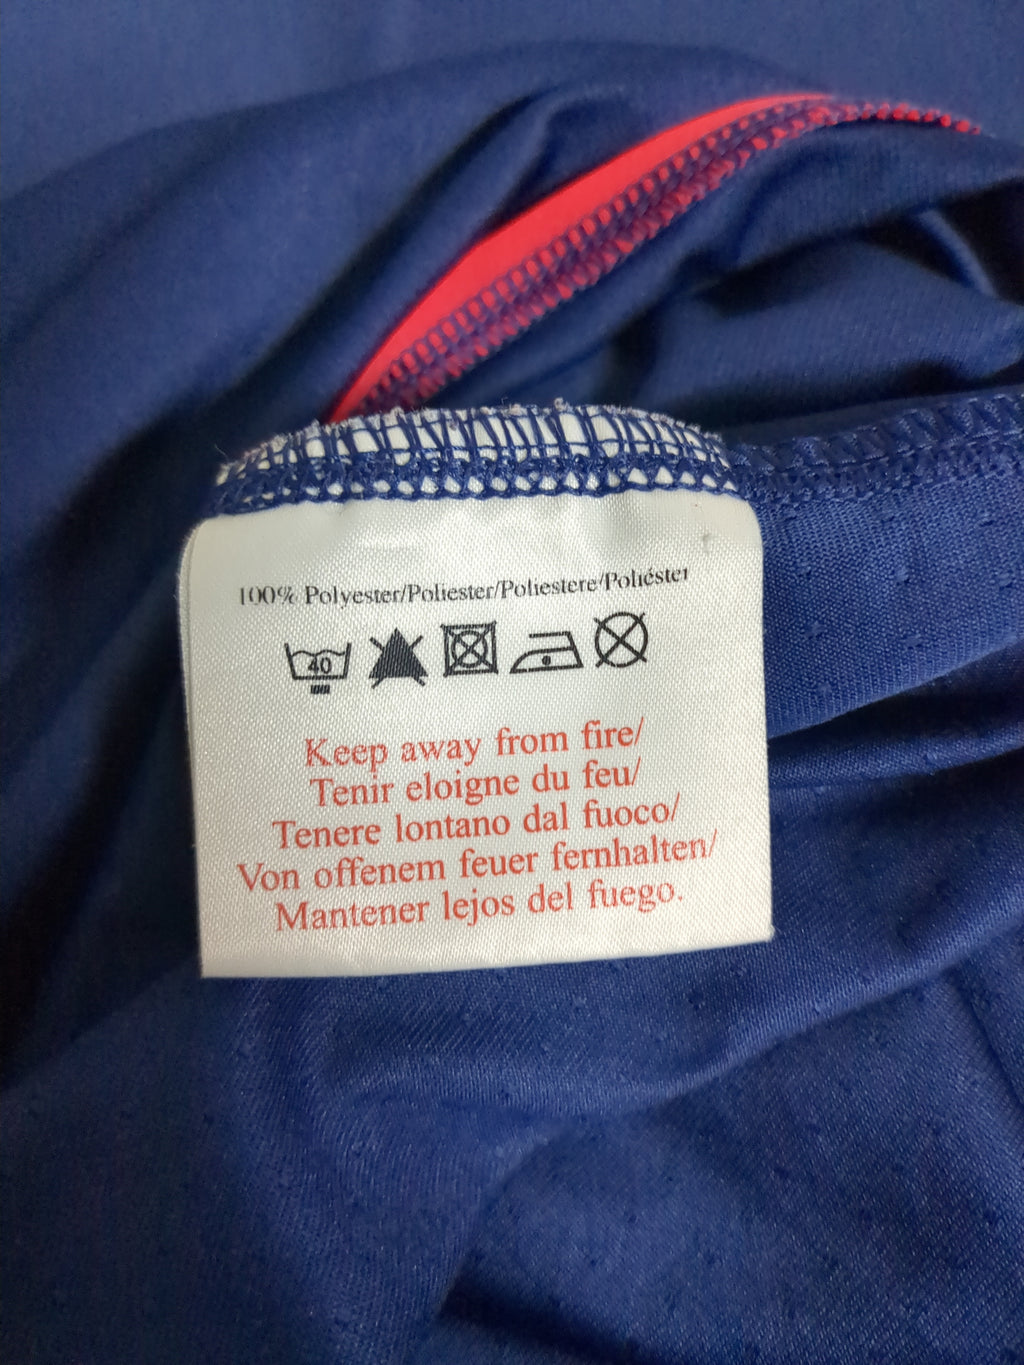 100% Polyester/Poliester/Poliestere/Poliéster
40
Keep away from fire/
Tenir eloigne du feu/
Tenere lontano dal fuoco/
Von offenem feuer fernhalten/
Mantener lejos del fuego.